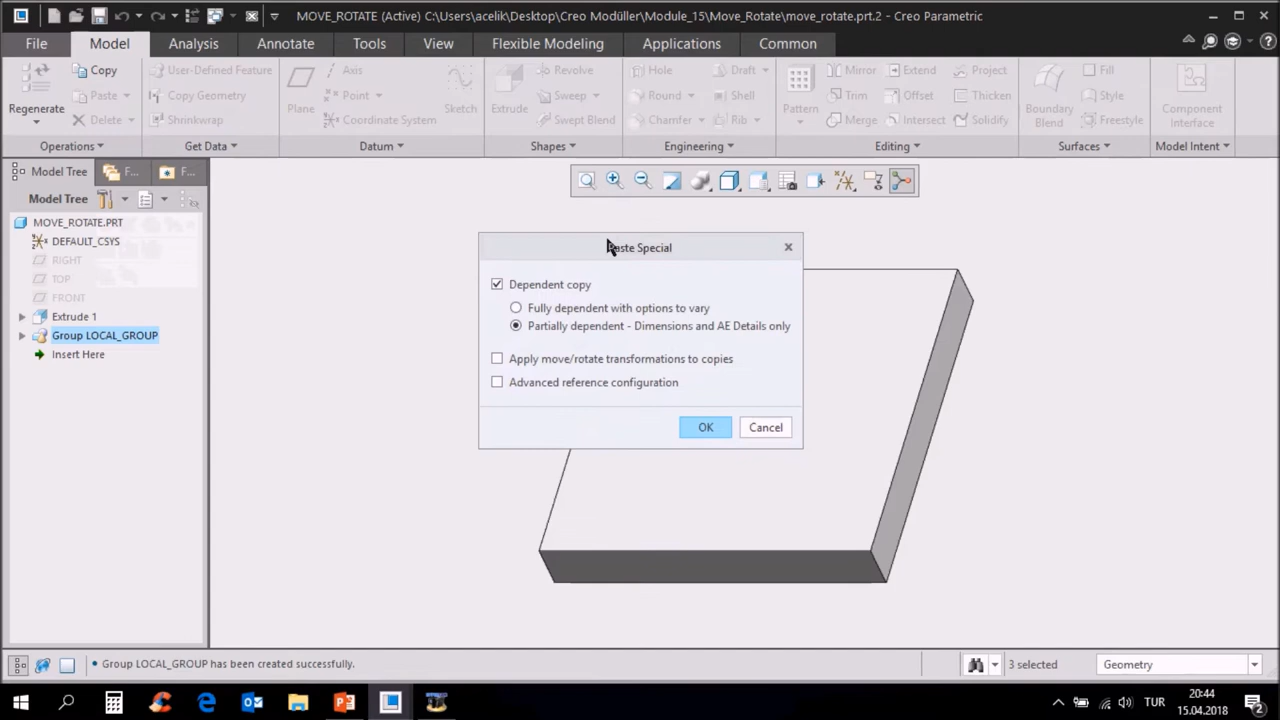 MOVE_ROTATE (Active) C:\Users\acelik\Desktop\Creo Modüller\Module_15\Move_Rotate\move_rotate.prt.2 - Creo Parametric
File Model Analysis Annotate Tools View Flexible Modeling Applications Common
Regenerate
Copy
Paste
Delete
Operations
User-Defined Feature
Copy Geometry
Shrinkwrap
Get Data
Plane
Axis
Point
Coordinate System
Sketch
Datum
Extrude
Revolve
Sweep
Swept Blend
Shapes
Hole
Round
Chamfer
Draft
Shell
Rib
Engineering
Pattern
Mirror
Trim
Merge
Extend
Offset
Intersect
Project
Thicken
Solidify
Editing
Boundary
Blend
Fill
Style
Freestyle
Surfaces
Component
Interface
Model Intent
Model Tree F... F...
Model Tree
MOVE_ROTATE.PRT
DEFAULT_CSYS
RIGHT
TOP
FRONT
Extrude 1
Group LOCAL_GROUP
Insert Here
Paste Special
Dependent copy
Fully dependent with options to vary
Partially dependent - Dimensions and AE Details only
Apply move/rotate transformations to copies
Advanced reference configuration
OK Cancel
• Group LOCAL_GROUP has been created successfully.
3 selected
Geometry
TUR
20:44
15.04.2018
2